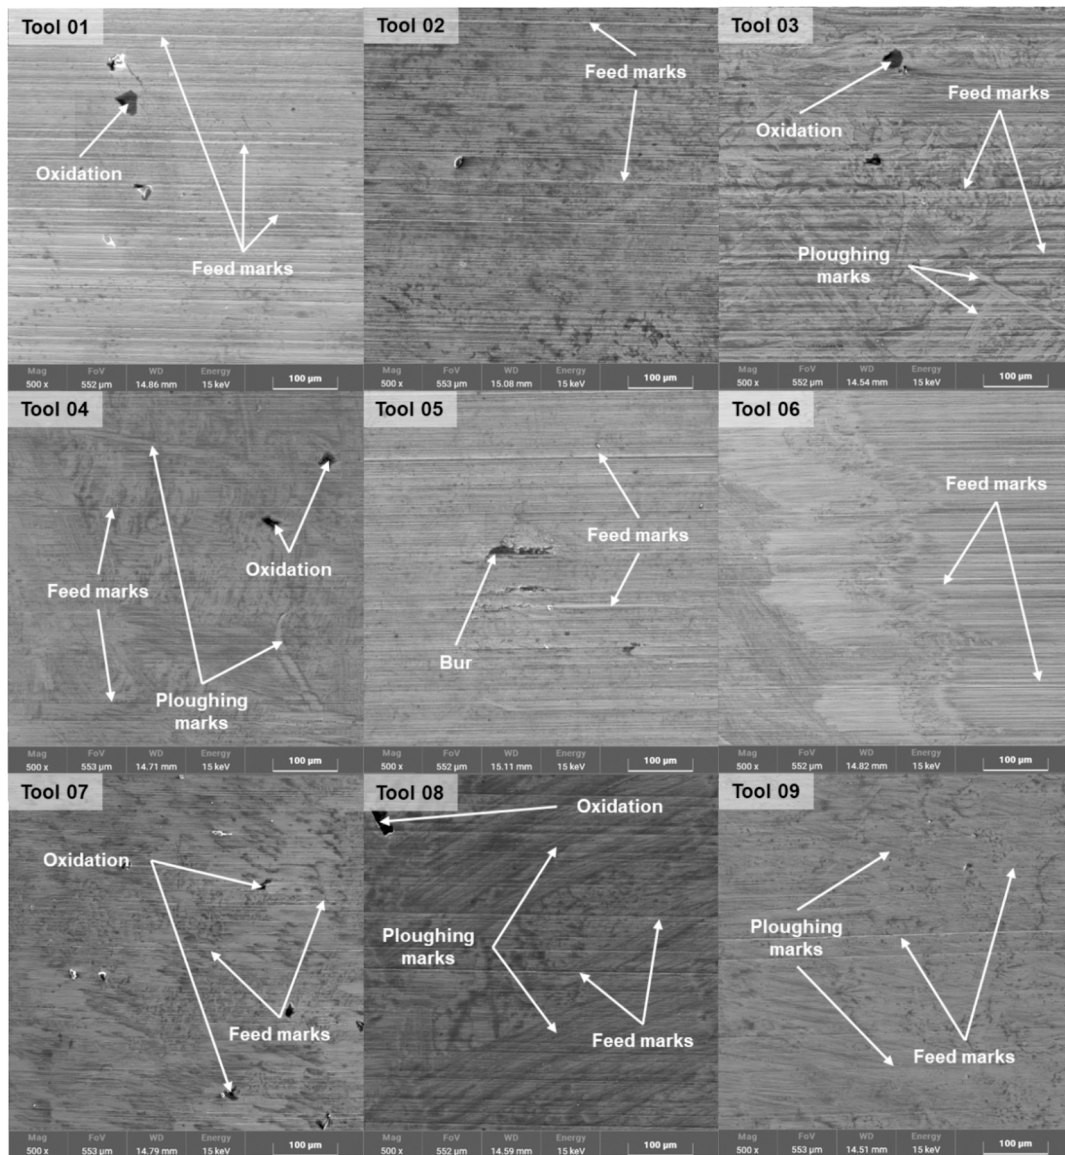 Tool 01
Oxidation
Feed marks
Mag FoV WD Energy
500 x 552 µm 14.86 mm 15 keV 100 µm
Tool 02
Feed marks
Mag FoV WD Energy
500 x 553 µm 15.08 mm 15 keV 100 µm
Tool 03
Feed marks
Oxidation
Ploughing
marks
Mag FoV WD Energy
500 x 552 µm 14.54 mm 15 keV 100 µm
Tool 04
Oxidation
Feed marks
Ploughing
marks
Mag FoV WD Energy
500 x 553 µm 14.71 mm 15 keV 100 µm
Tool 05
Feed marks
Bur
Mag FoV WD Energy
500 x 552 µm 15.11 mm 15 keV 100 µm
Tool 06
Feed marks
Mag FoV WD Energy
500 x 552 µm 14.82 mm 15 keV 100 µm
Tool 07
Oxidation
Feed marks
Mag FoV WD Energy
500 x 553 µm 14.79 mm 15 keV 100 µm
Tool 08
Oxidation
Ploughing
marks
Feed marks
Mag FoV WD Energy
500 x 552 µm 14.59 mm 15 keV 100 µm
Tool 09
Ploughing
marks
Feed marks
Mag FoV WD Energy
500 x 553 µm 14.51 mm 15 keV 100 µm